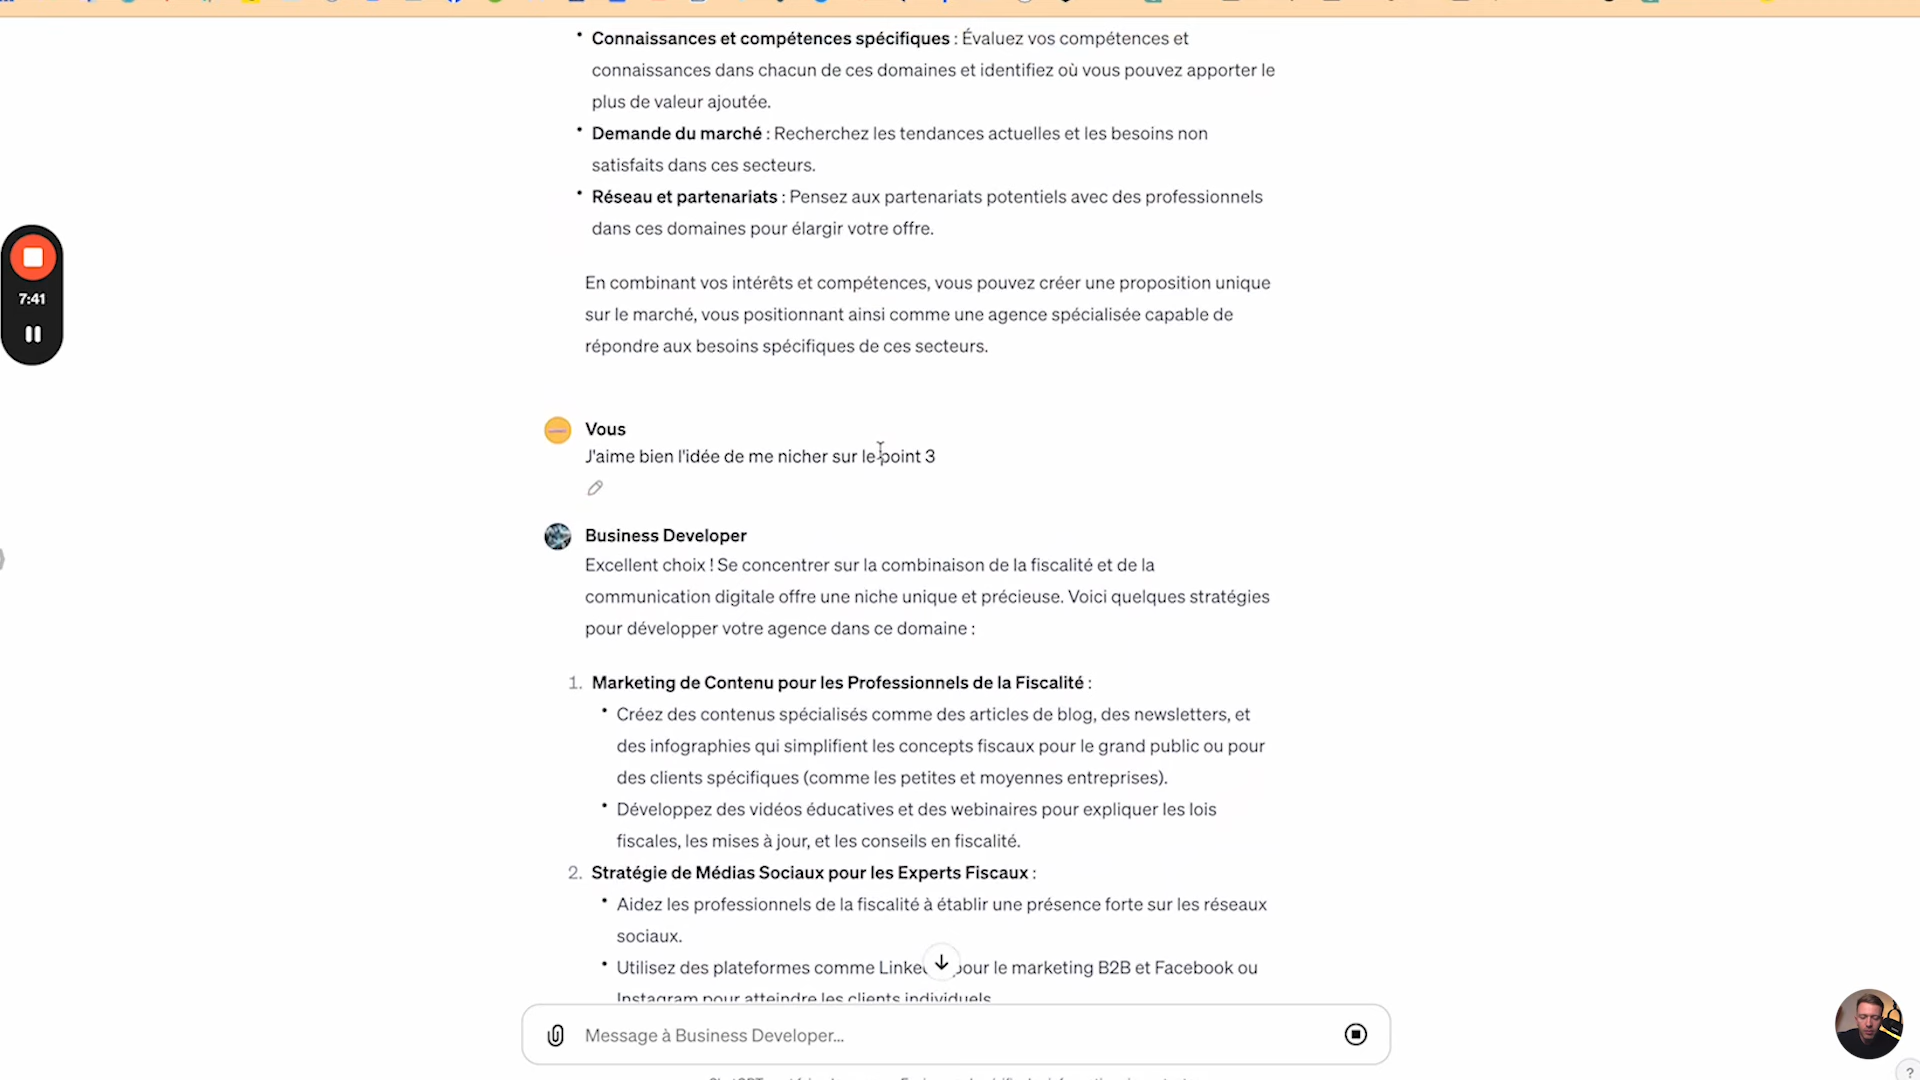 • Connaissances et compétences spécifiques : Évaluez vos compétences et
connaissances dans chacun de ces domaines et identifiez où vous pouvez apporter le
plus de valeur ajoutée.
• Demande du marché : Recherchez les tendances actuelles et les besoins non
satisfaits dans ces secteurs.
• Réseau et partenariats : Pensez aux partenariats potentiels avec des professionnels
dans ces domaines pour élargir votre offre.
7:41
En combinant vos intérêts et compétences, vous pouvez créer une proposition unique
sur le marché, vous positionnant ainsi comme une agence spécialisée capable de
répondre aux besoins spécifiques de ces secteurs.
Vous
J'aime bien l'idée de me nicher sur le point 3
Business Developer
Excellent choix ! Se concentrer sur la combinaison de la fiscalité et de la
communication digitale offre une niche unique et précieuse. Voici quelques stratégies
pour développer votre agence dans ce domaine :
1. Marketing de Contenu pour les Professionnels de la Fiscalité :
• Créez des contenus spécialisés comme des articles de blog, des newsletters, et
des infographies qui simplifient les concepts fiscaux pour le grand public ou pour
des clients spécifiques (comme les petites et moyennes entreprises).
• Développez des vidéos éducatives et des webinaires pour expliquer les lois
fiscales, les mises à jour, et les conseils en fiscalité.
2. Stratégie de Médias Sociaux pour les Experts Fiscaux :
• Aidez les professionnels de la fiscalité à établir une présence forte sur les réseaux
sociaux.
• Utilisez des plateformes comme pour le marketing B2B et Facebook ou
Instagram pour atteindre les clients individuels
Message à Business Developer...
?